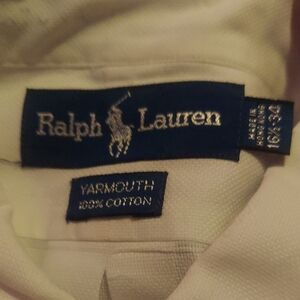 Ralph Lauren
MADE IN
HONG KONG
16½-34
YARMOUTH
100% COTTON